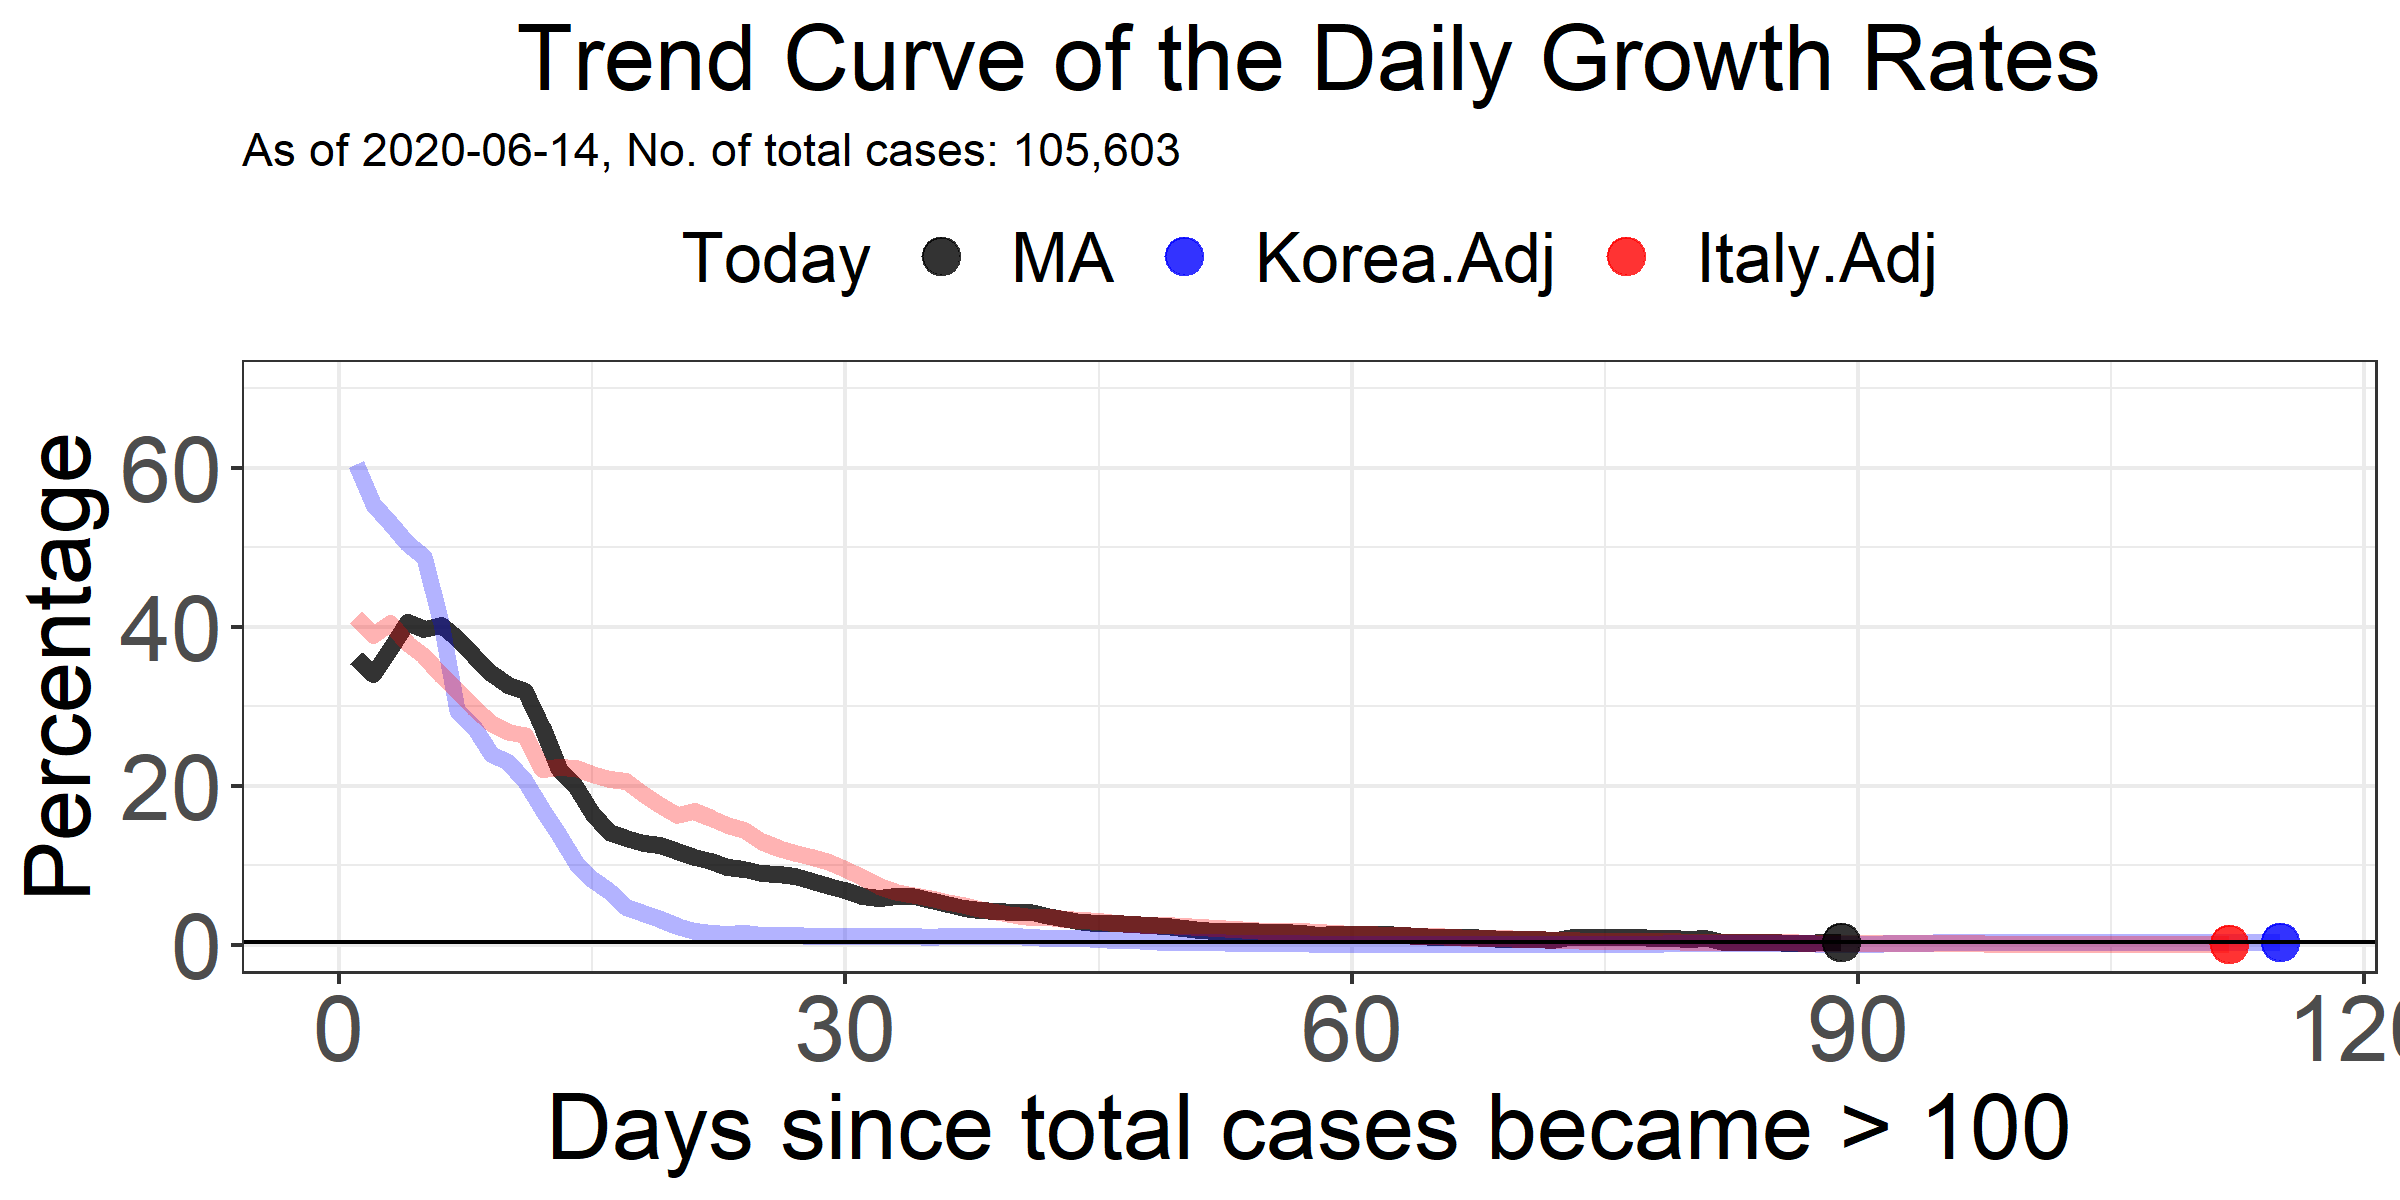 Trend Curve of the Daily Growth Rates
As of 2020-06-14, No. of total cases: 105,603
Today MA Korea.Adj Italy.Adj
Percentage
60
40
20
0
0 30 60 90 120
Days since total cases became > 100